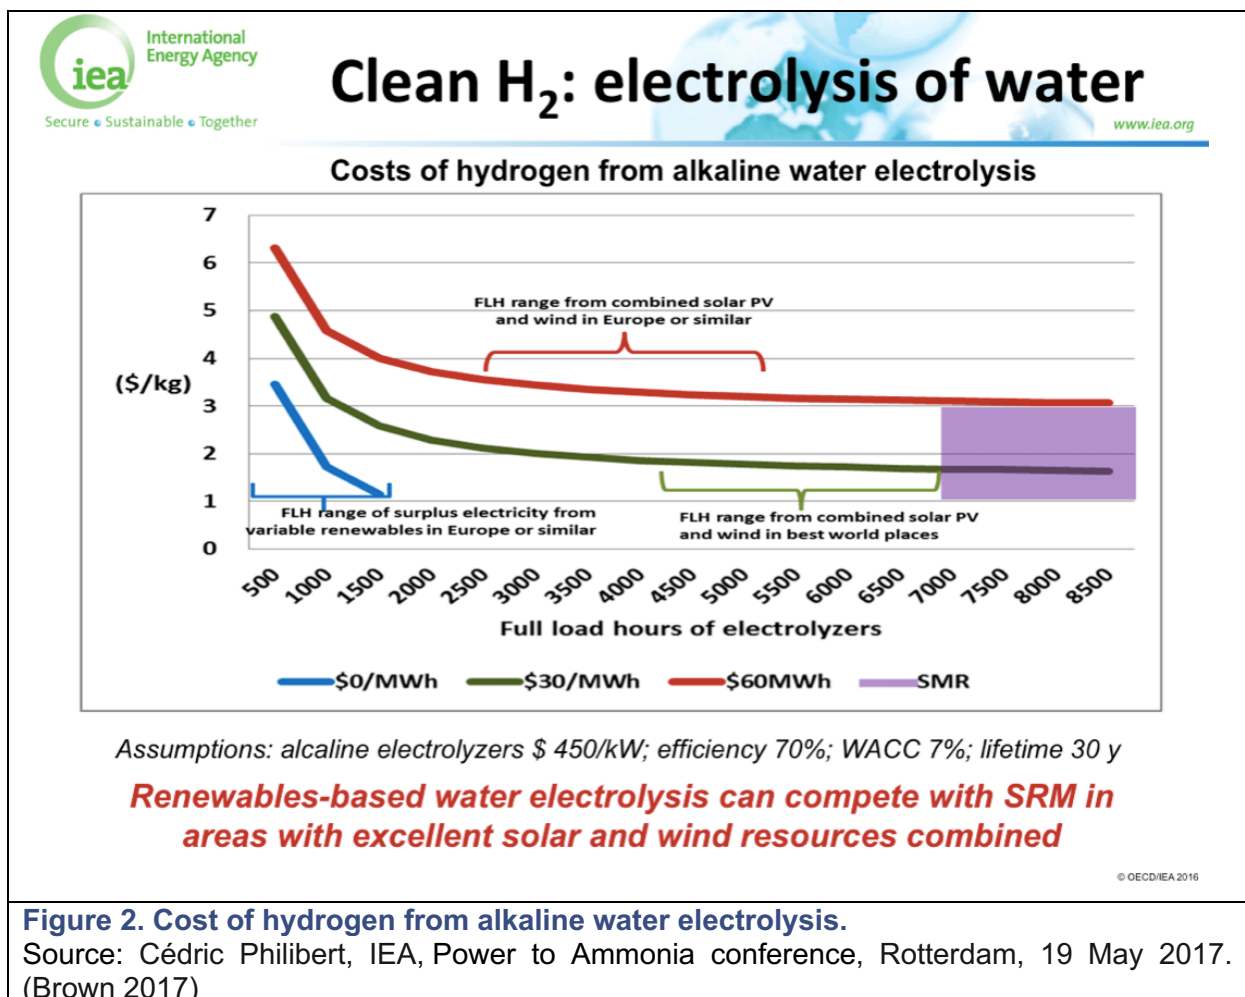 iea
International
Energy Agency
Secure • Sustainable • Together
Clean H₂: electrolysis of water
www.iea.org
Costs of hydrogen from alkaline water electrolysis
7
6
5
4
3
2
1
0
($/kg)
FLH range from combined solar PV
and wind in Europe or similar
FLH range of surplus electricity from
variable renewables in Europe or similar
FLH range from combined solar PV
and wind in best world places
500 1000 1500 2000 2500 3000 3500 4000 4500 5000 5500 6000 6500 7000 7500 8000 8500
Full load hours of electrolyzers
$0/MWh $30/MWh $60MWh SMR
Assumptions: alcaline electrolyzers $ 450/kW; efficiency 70%; WACC 7%; lifetime 30 y
Renewables-based water electrolysis can compete with SRM in
areas with excellent solar and wind resources combined
© OECD/IEA 2016
Figure 2. Cost of hydrogen from alkaline water electrolysis.
Source: Cédric Philibert, IEA, Power to Ammonia conference, Rotterdam, 19 May 2017.
(Brown 2017)